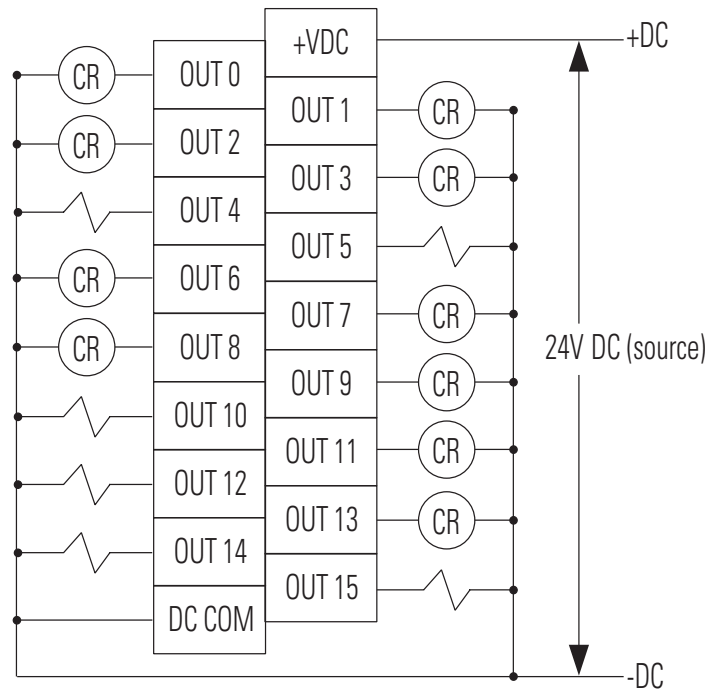 +VDC
+DC
CR
OUT 0
OUT 1
CR
CR
OUT 2
OUT 3
CR
OUT 4
OUT 5
CR
OUT 6
OUT 7
CR
24V DC (source)
CR
OUT 8
OUT 9
CR
OUT 10
OUT 11
CR
OUT 12
OUT 13
CR
OUT 14
OUT 15
DC COM
-DC